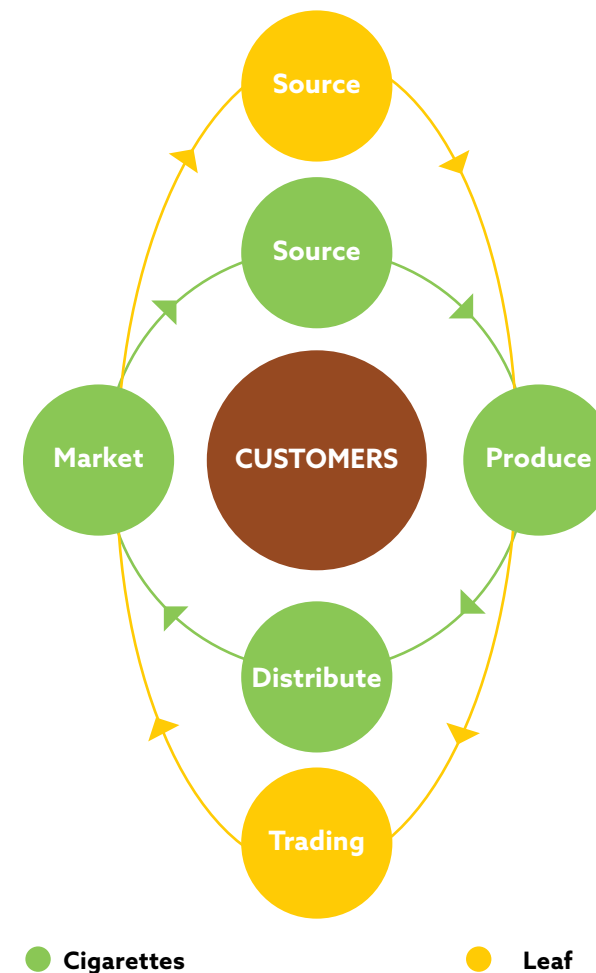 Source
Source
Market
CUSTOMERS
Produce
Distribute
Trading
Cigarettes
Leaf